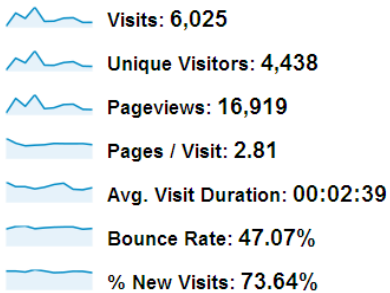 Visits: 6,025
Unique Visitors: 4,438
Pageviews: 16,919
Pages / Visit: 2.81
Avg. Visit Duration: 00:02:39
Bounce Rate: 47.07%
% New Visits: 73.64%